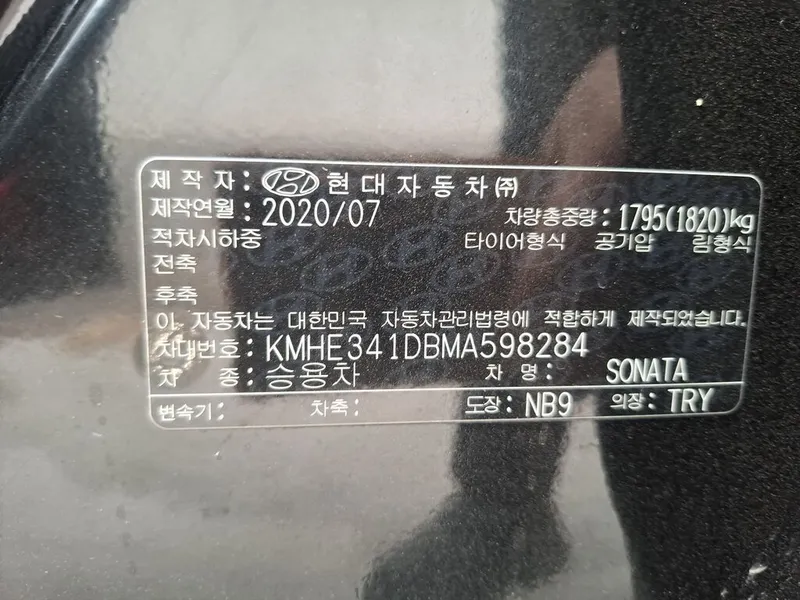 제작자: 현대자동차㈜
제작연월: 2020/07 차량총중량: 1795(1820)kg
적차시하중 타이어형식 공기압 림형식
전축
후축
이 자동차는 대한민국 자동차관리법령에 적합하게 제작되었습니다.
차대번호: KMHE341DBMA598284
차 종: 승용차 차 명: SONATA
변속기: 차축: 도장: NB9 의장: TRY